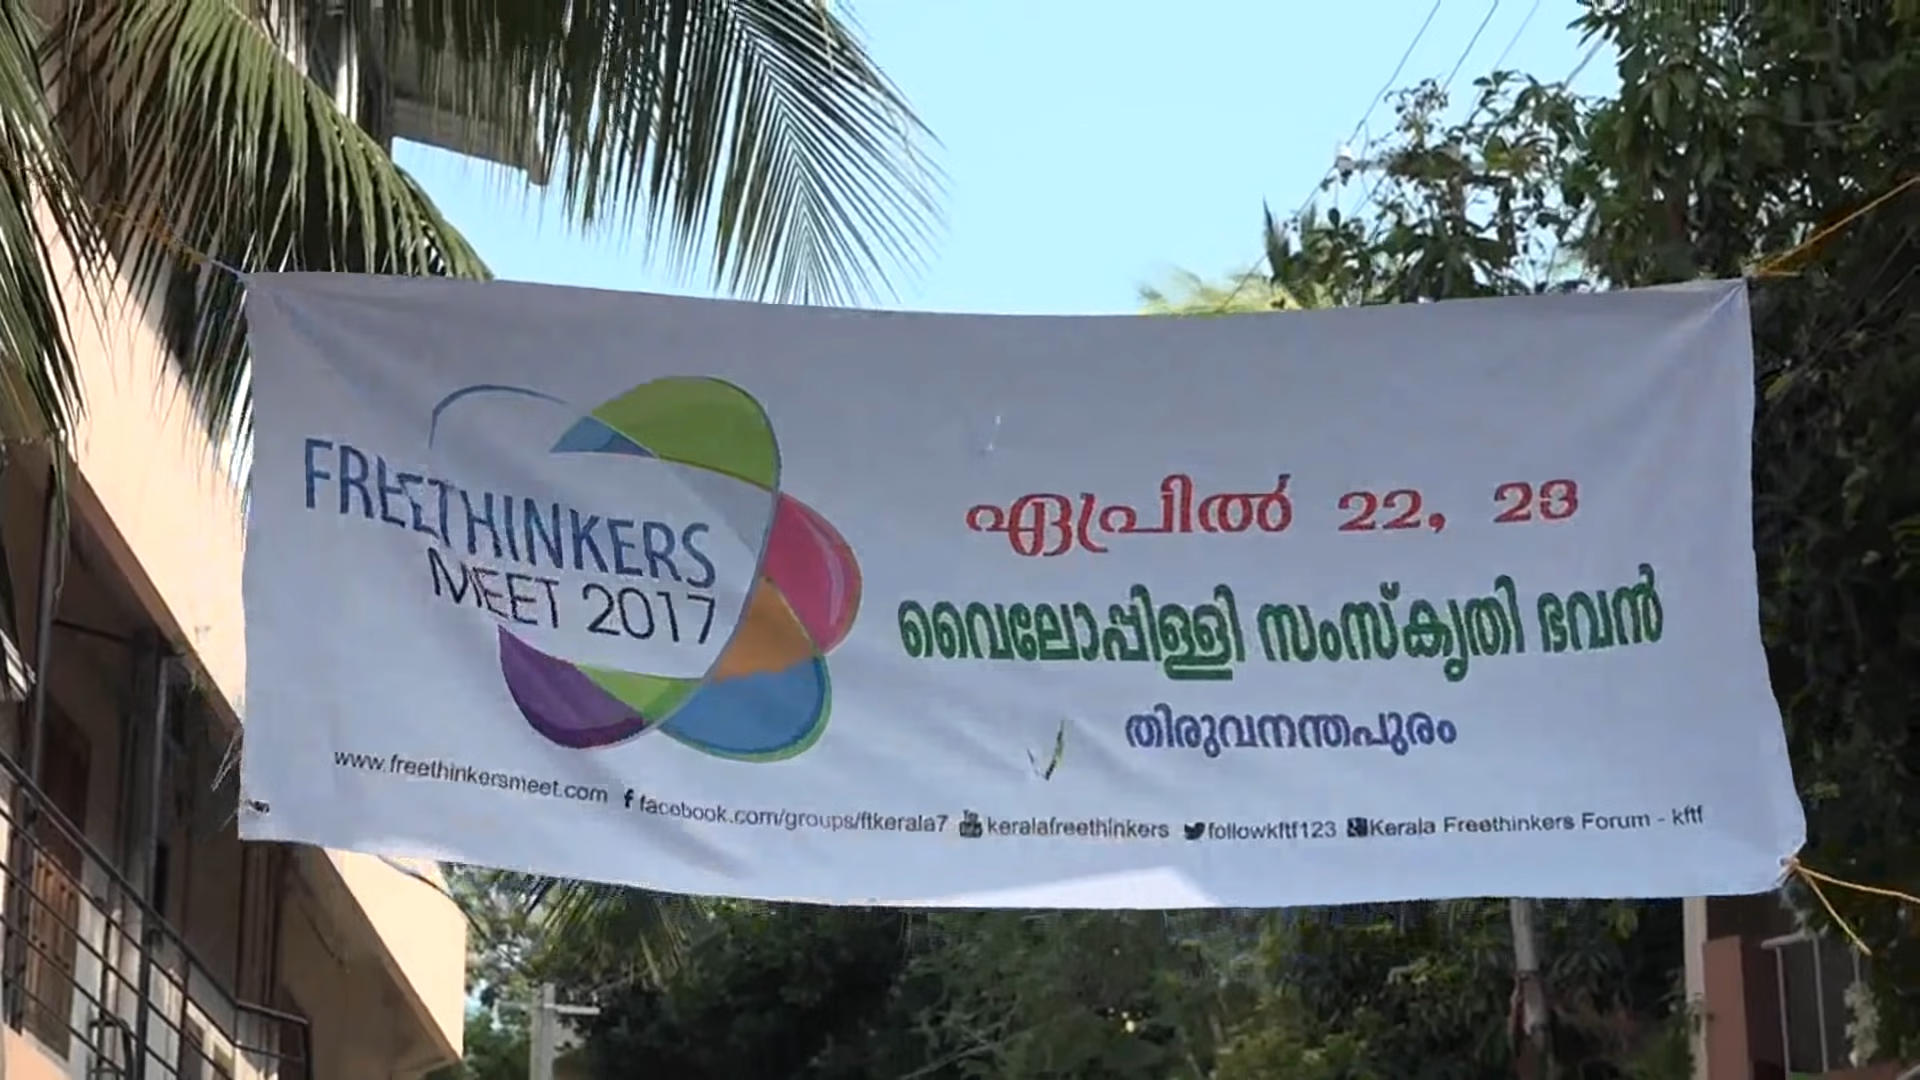 FREETHINKERS
MEET 2017
ഏപ്രിൽ 22, 23
വൈലോപ്പിള്ളി സംസ്കൃതി ഭവൻ
തിരുവനന്തപുരം
www.freethinkersmeet.com facebook.com/groups/ftkerala7 keralafreethinkers followkftf123 Kerala Freethinkers Forum - kftf